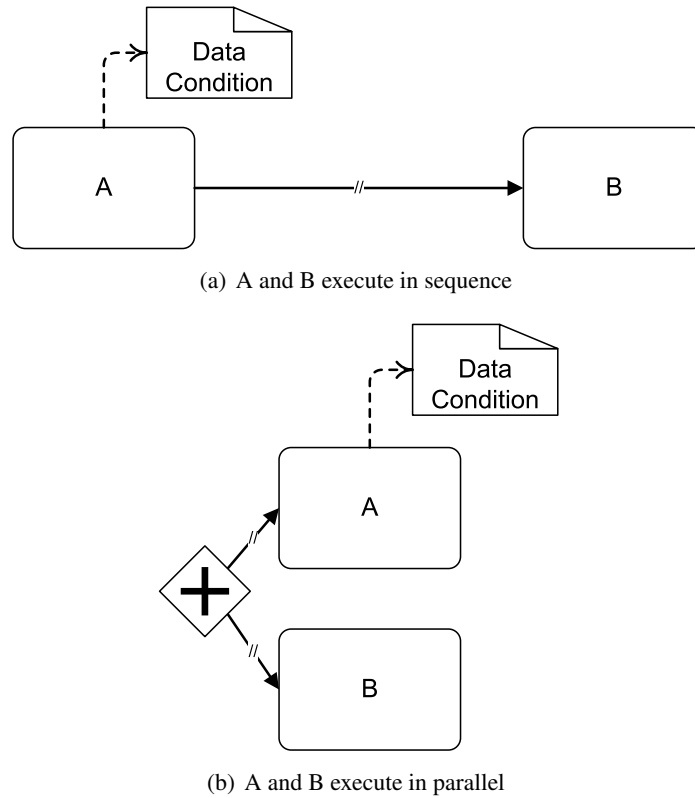 Data
Condition
A
B
(a) A and B execute in sequence
Data
Condition
A
B
(b) A and B execute in parallel